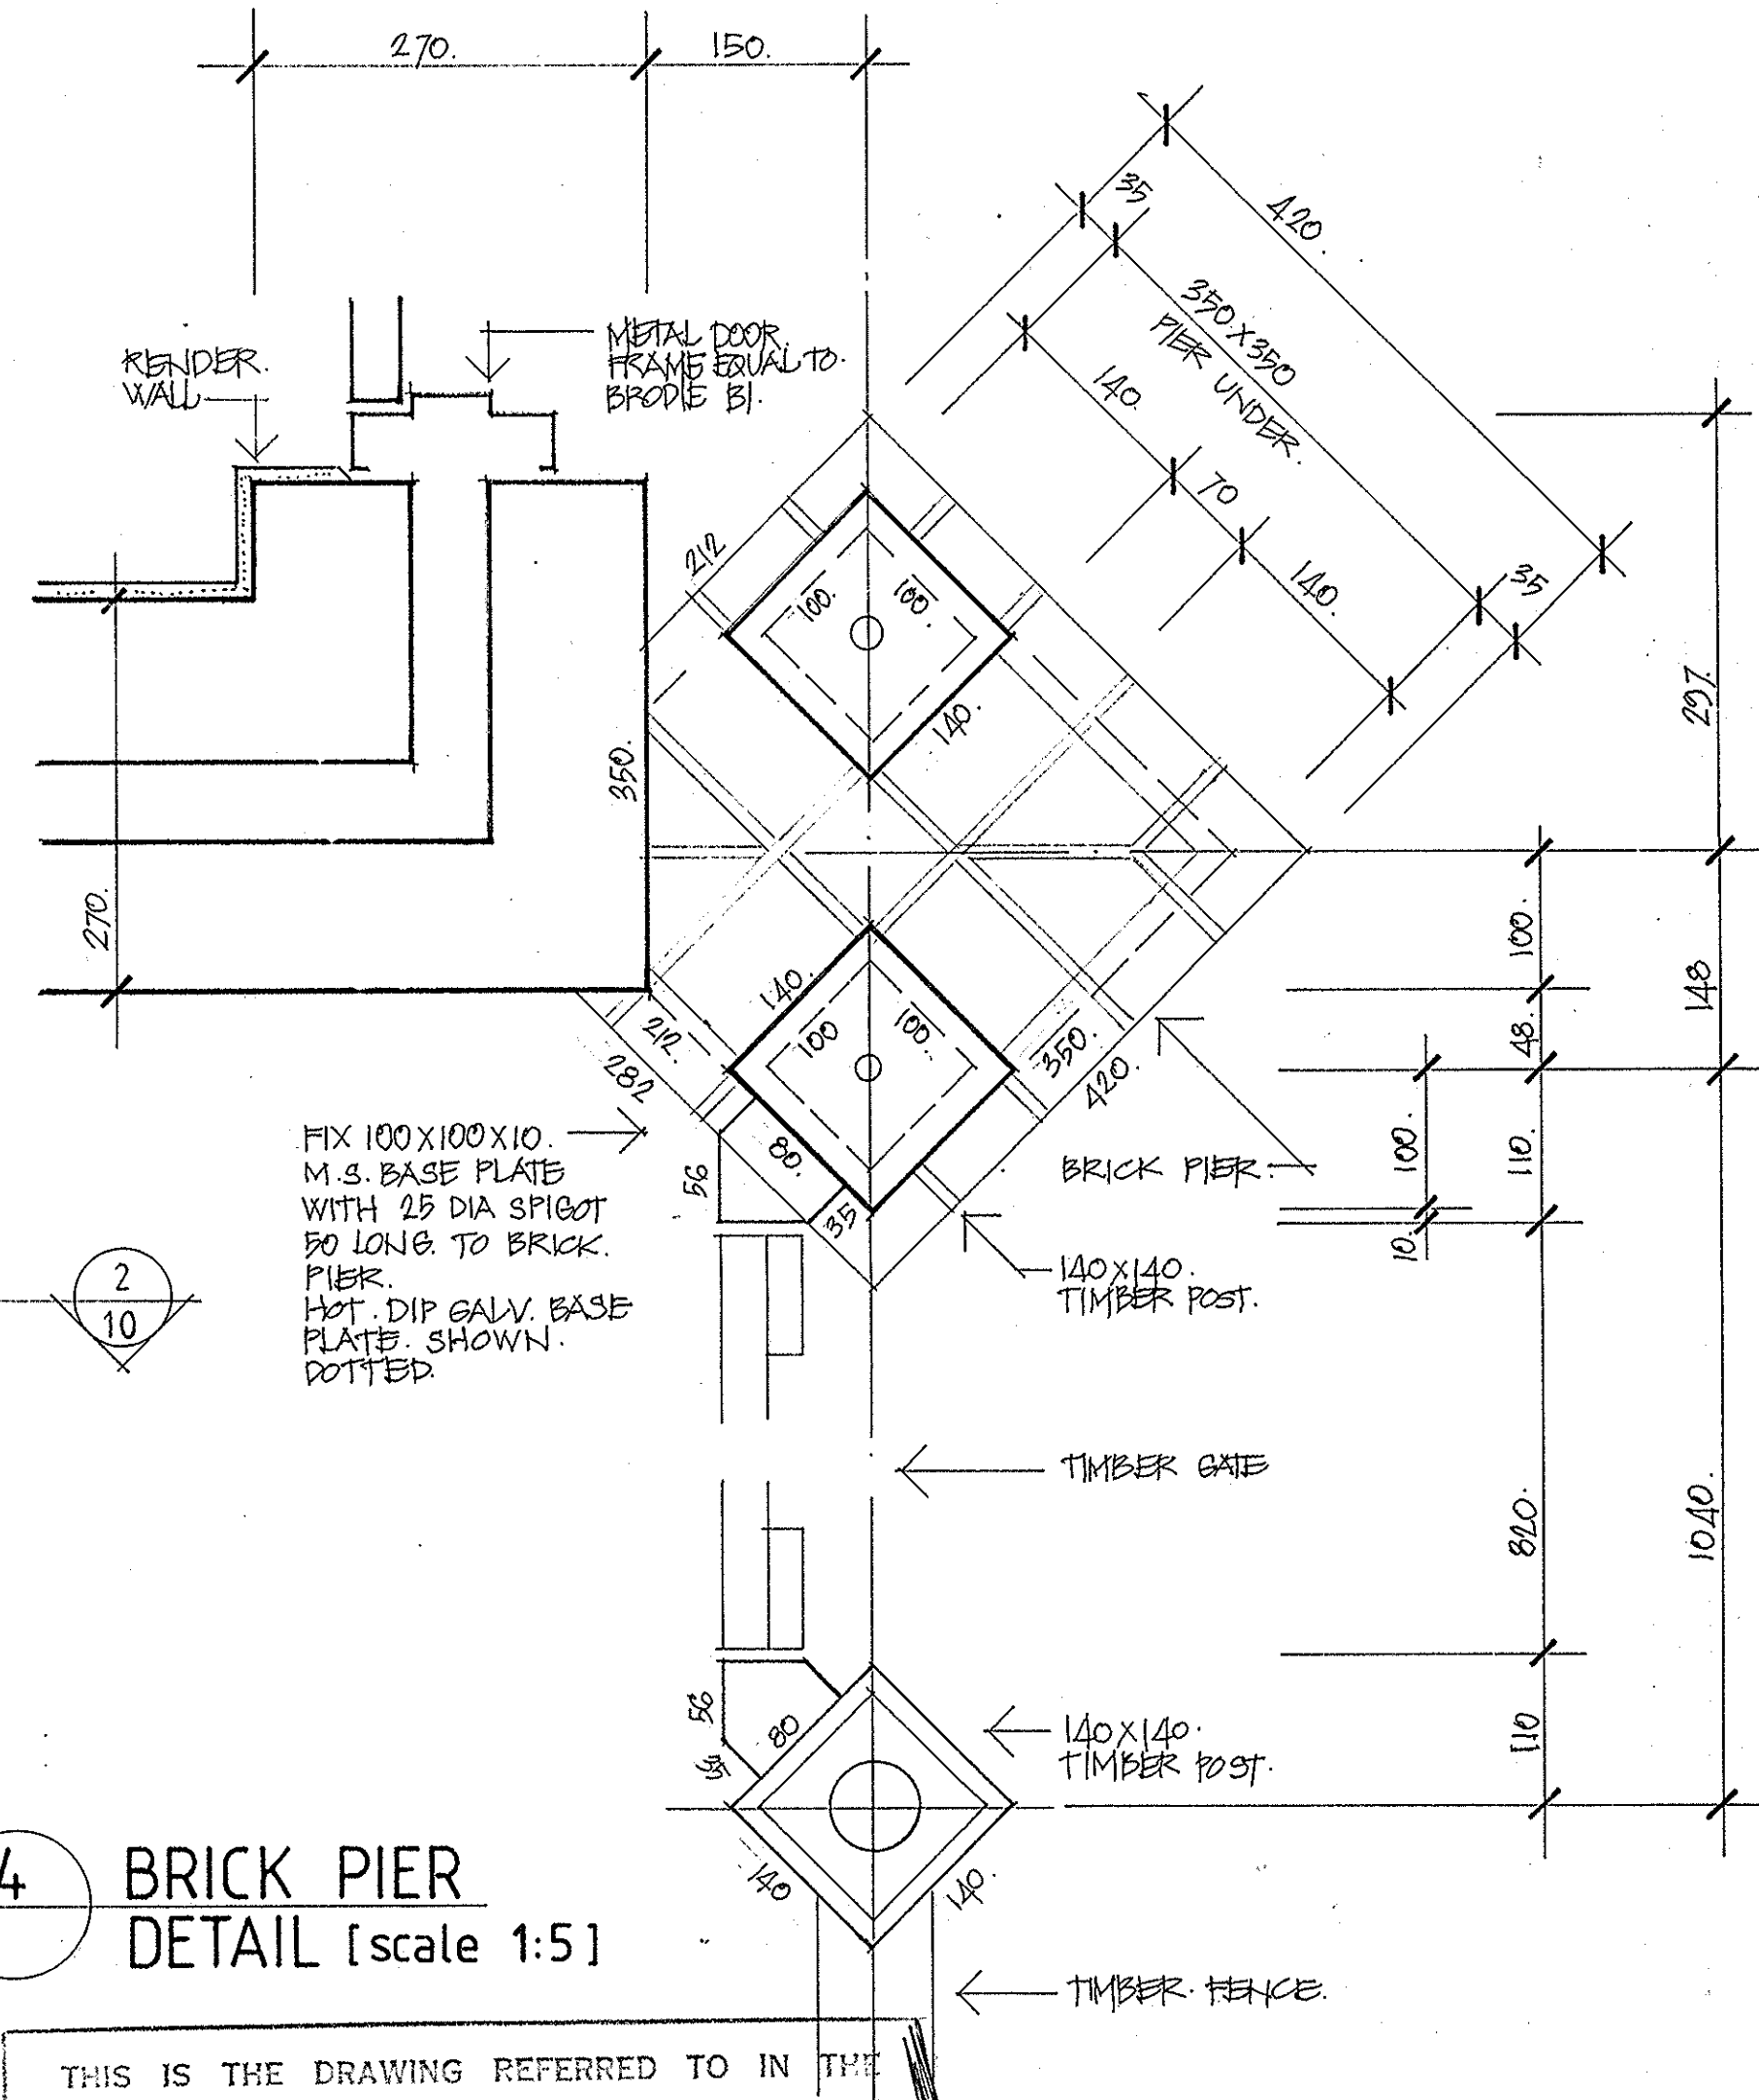 270.
150.
35
420.
350X350
PIER UNDER.
140.
70
140.
35
RENDER.
WALL
METAL DOOR.
FRAME EQUAL TO.
BRODIE B1.
212
100.
100.
140.
350.
297.
270.
100.
148
48.
140.
100
100.
212.
282
350.
420.
FIX 100X100X10.
M.S. BASE PLATE
WITH 25 DIA SPIGOT
50 LONG. TO BRICK.
PIER.
HOT. DIP GALV. BASE
PLATE. SHOWN.
DOTTED.
56
80.
35
BRICK PIER.
100.
110.
10.
140X140.
TIMBER POST.
2
10
TIMBER GATE
820.
1040.
56
80
35
140X140.
TIMBER POST.
110
140
140.
4
BRICK PIER
DETAIL [scale 1:5]
TIMBER. FENCE.
THIS IS THE DRAWING REFERRED TO IN THE